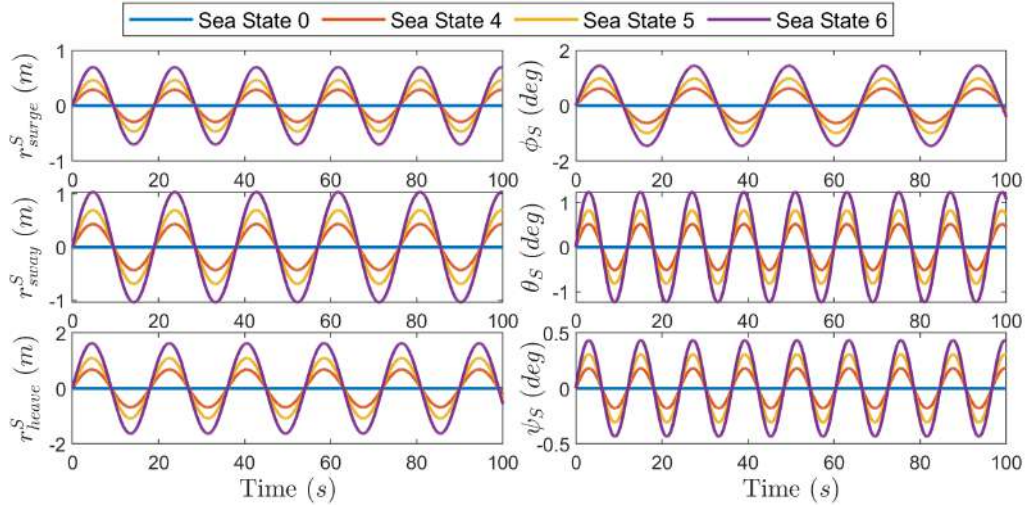 Sea State 0 Sea State 4 Sea State 5 Sea State 6
r^S_surge (m)
1
0
-1
0 20 40 60 80 100
ϕ_S (deg)
2
0
-2
0 20 40 60 80 100
r^S_sway (m)
1
0
-1
0 20 40 60 80 100
θ_S (deg)
1
0
-1
0 20 40 60 80 100
r^S_heave (m)
2
0
-2
0 20 40 60 80 100
Time (s)
ψ_S (deg)
0.5
0
-0.5
0 20 40 60 80 100
Time (s)